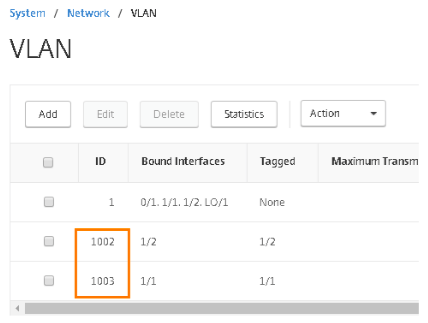 System / Network / VLAN
VLAN
Add Edit Delete Statistics Action
ID Bound Interfaces Tagged Maximum Transm
1 0/1, 1/1, 1/2, LO/1 None
1002 1/2 1/2
1003 1/1 1/1